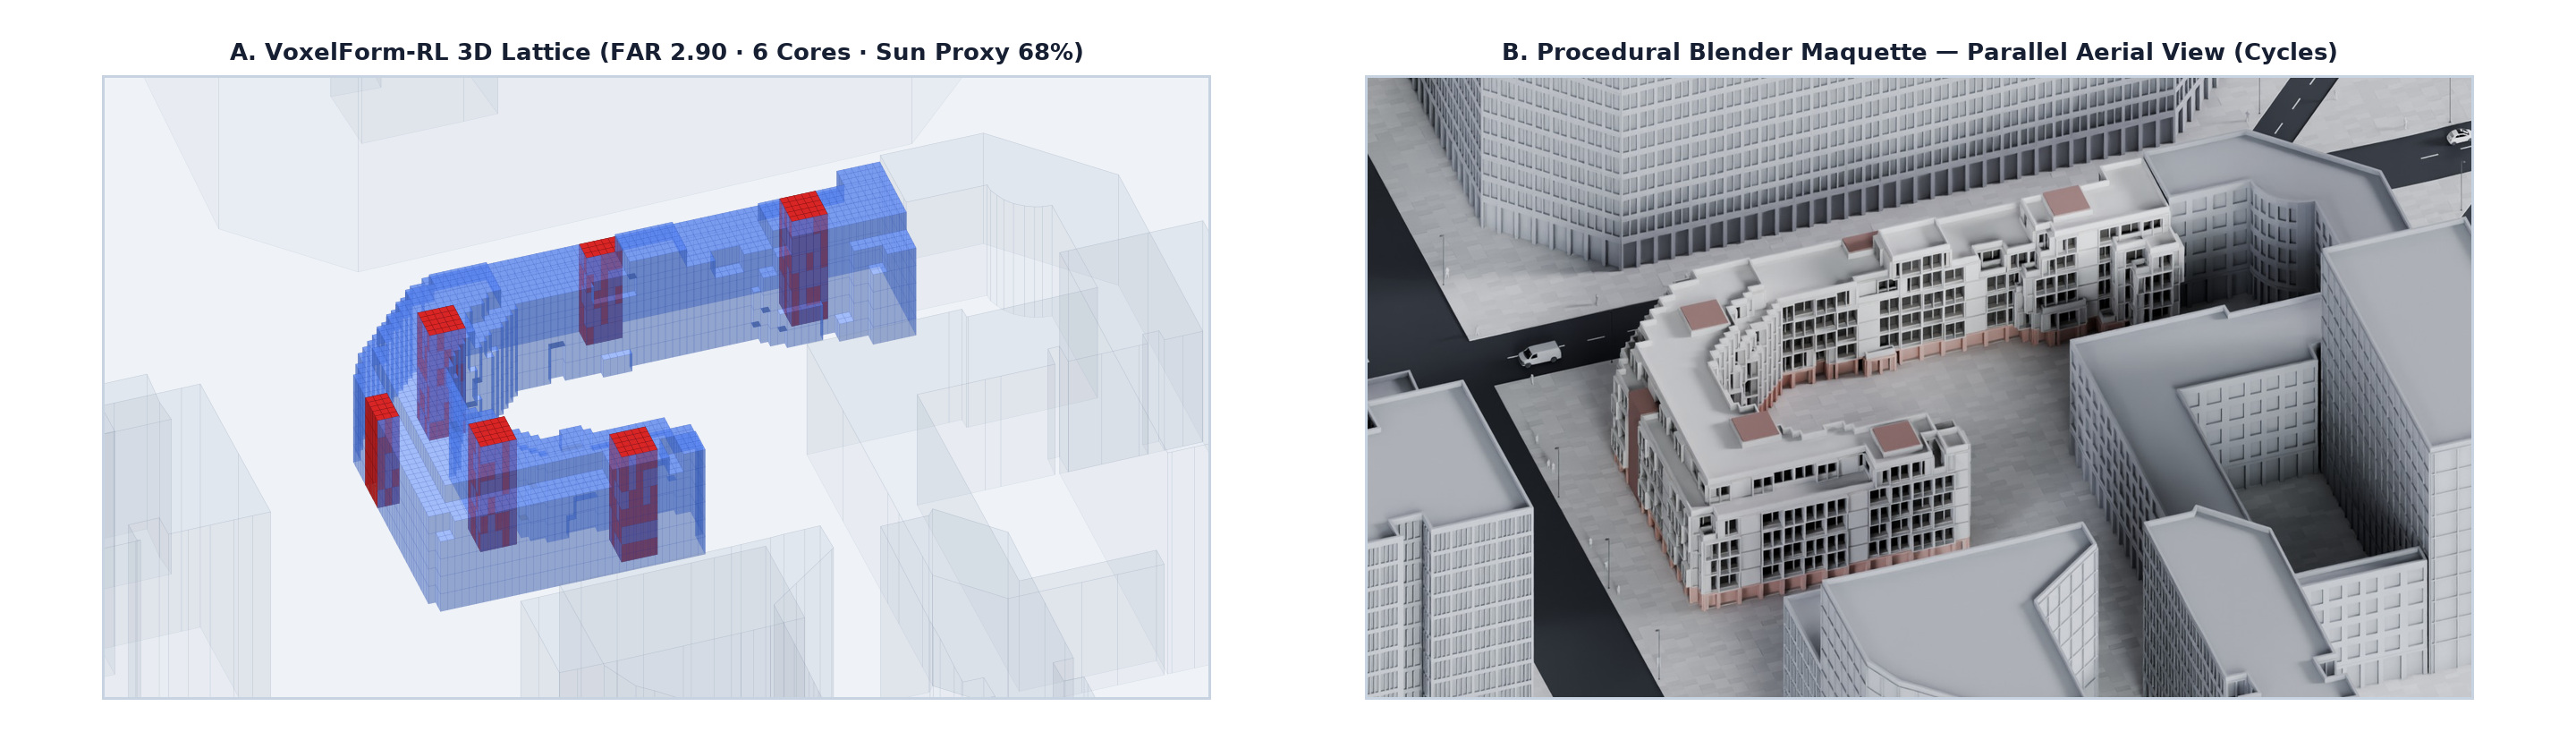 A. VoxelForm-RL 3D Lattice (FAR 2.90 · 6 Cores · Sun Proxy 68%)
B. Procedural Blender Maquette — Parallel Aerial View (Cycles)